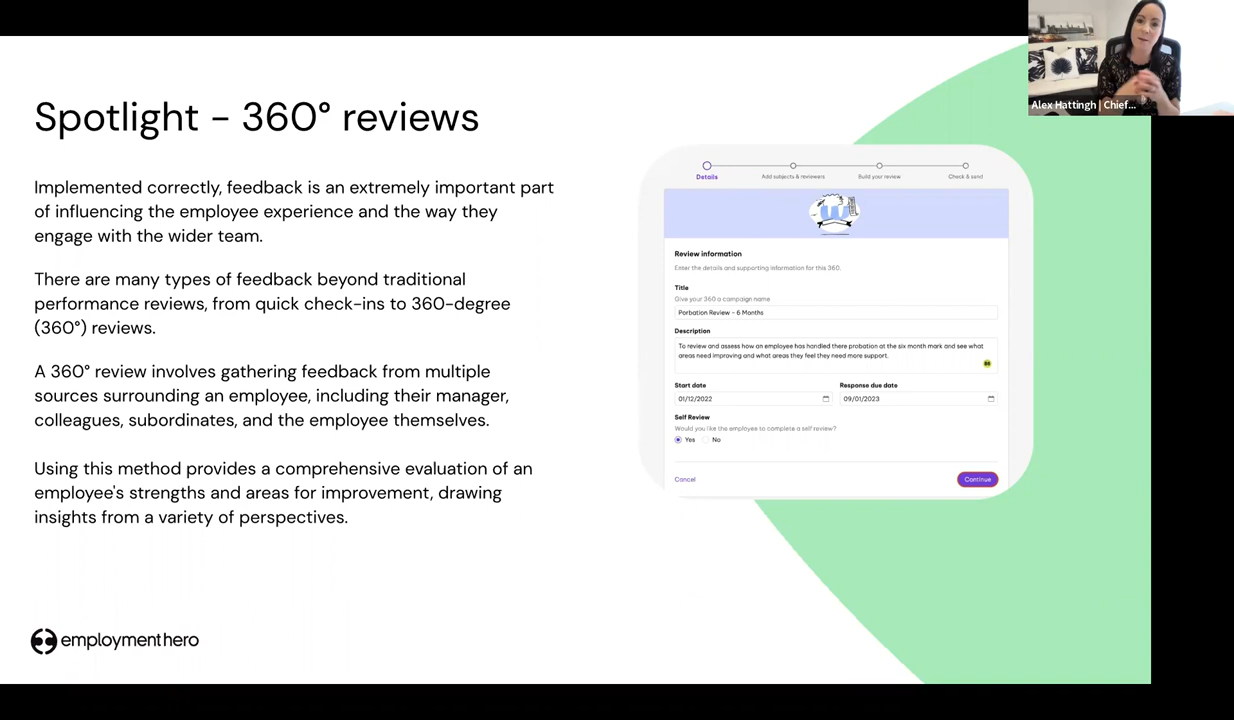 Alex Hattingh | Chief...
Spotlight - 360° reviews
Implemented correctly, feedback is an extremely important part
of influencing the employee experience and the way they
engage with the wider team.
There are many types of feedback beyond traditional
performance reviews, from quick check-ins to 360-degree
(360°) reviews.
A 360° review involves gathering feedback from multiple
sources surrounding an employee, including their manager,
colleagues, subordinates, and the employee themselves.
Using this method provides a comprehensive evaluation of an
employee's strengths and areas for improvement, drawing
insights from a variety of perspectives.
employmenthero
Details
Add subjects & reviewers
Build your review
Check & send
Review information
Enter the details and supporting information for this 360.
Title
Give your 360 a campaign name
Porbation Review - 6 Months
Description
To review and assess how an employee has handled there probation at the six month mark and see what
areas need improving and what areas they feel they need more support.
Start date
Response due date
01/12/2022
09/01/2023
Self Review
Would you like the employee to complete a self review?
Yes
No
Cancel
Continue